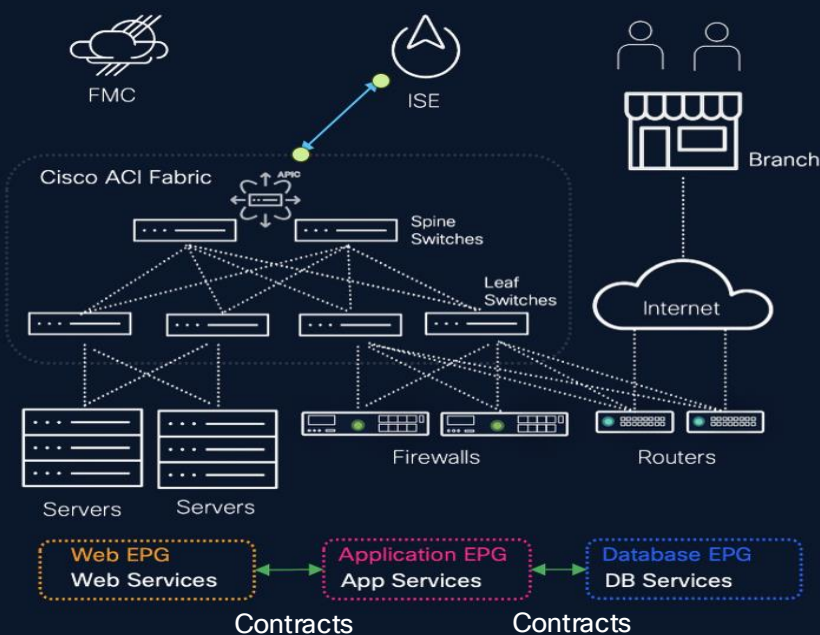 FMC
ISE
Branch
Cisco ACI Fabric
APIC
Spine
Switches
Leaf
Switches
Internet
Servers
Servers
Firewalls
Routers
Web EPG
Web Services
Application EPG
App Services
Database EPG
DB Services
Contracts
Contracts